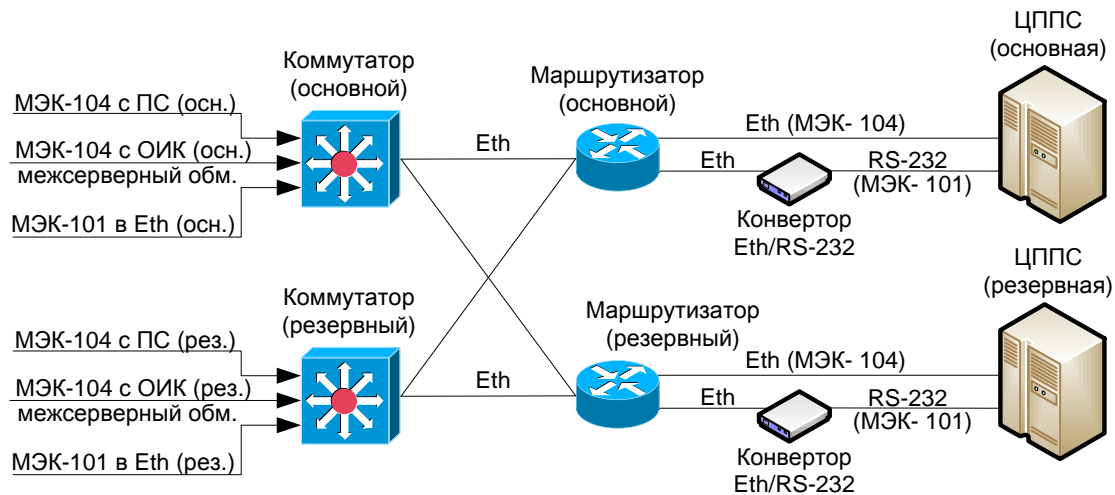 ЦППС
(основная)
Коммутатор
(основной)
Маршрутизатор
(основной)
МЭК-104 с ПС (осн.)
МЭК-104 с ОИК (осн.)
межсерверный обм.
МЭК-101 в Eth (осн.)
Eth
Eth (МЭК- 104)
Eth
RS-232
(МЭК- 101)
Конвертор
Eth/RS-232
ЦППС
(резервная)
Коммутатор
(резервный)
Маршрутизатор
(резервный)
МЭК-104 с ПС (рез.)
МЭК-104 с ОИК (рез.)
межсерверный обм.
МЭК-101 в Eth (рез.)
Eth
Eth (МЭК- 104)
Eth
RS-232
(МЭК- 101)
Конвертор
Eth/RS-232